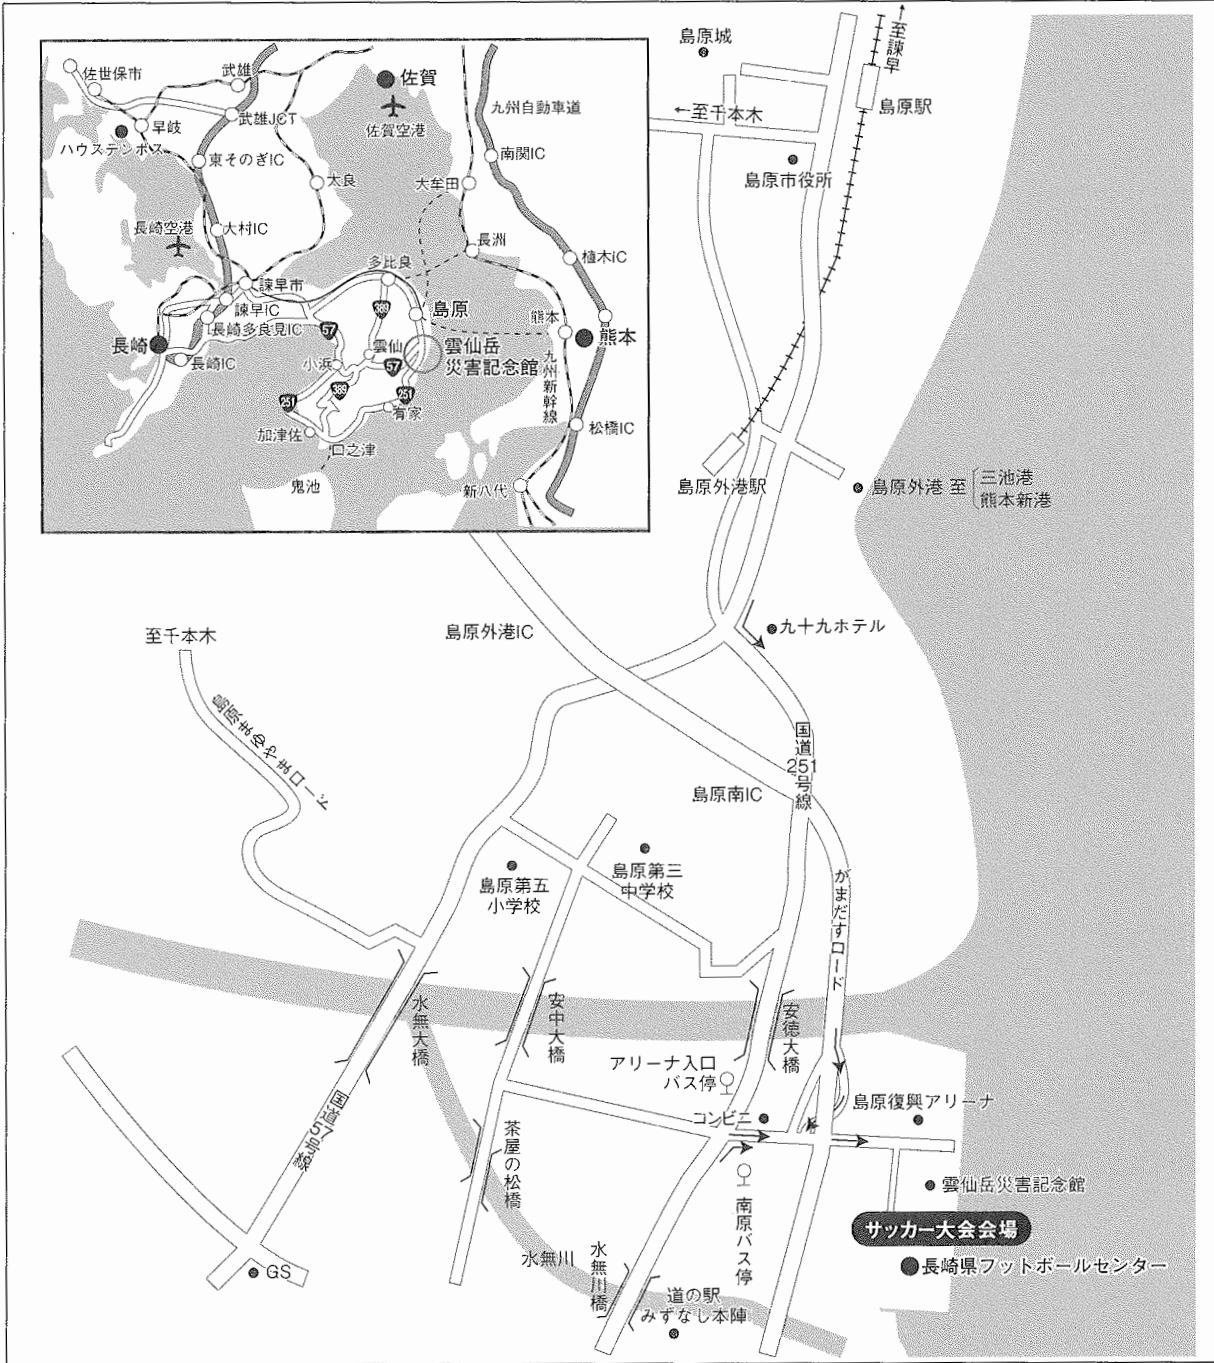 佐世保市
武雄
佐賀
佐賀空港
九州自動車道
武雄JCT
早岐
ハウステンボス
東そのぎIC
南関IC
太良
大牟田
長崎空港
大村IC
長洲
植木IC
多比良
諫早市
諫早IC
389
島原
長崎多良見IC
57
熊本
熊本
長崎
長崎IC
雲仙
小浜
57
雲仙岳
災害記念館
九州新幹線
389
251
251
有家
加津佐
口之津
松橋IC
鬼池
新八代
島原城
←至諫早
島原駅
←至千本木
島原市役所
島原外港駅
島原外港 至
三池港
熊本新港
島原外港IC
九十九ホテル
至千本木
島原まゆやまロード
国道251号線
島原南IC
島原第三
中学校
島原第五
小学校
がまだすロード
水無大橋
安中大橋
安徳大橋
アリーナ入口
バス停
国道57号線
コンビニ
島原復興アリーナ
茶屋の松橋
雲仙岳災害記念館
南原バス停
サッカー大会会場
水無川
水無川橋
長崎県フットボールセンター
GS
道の駅
みずなし本陣